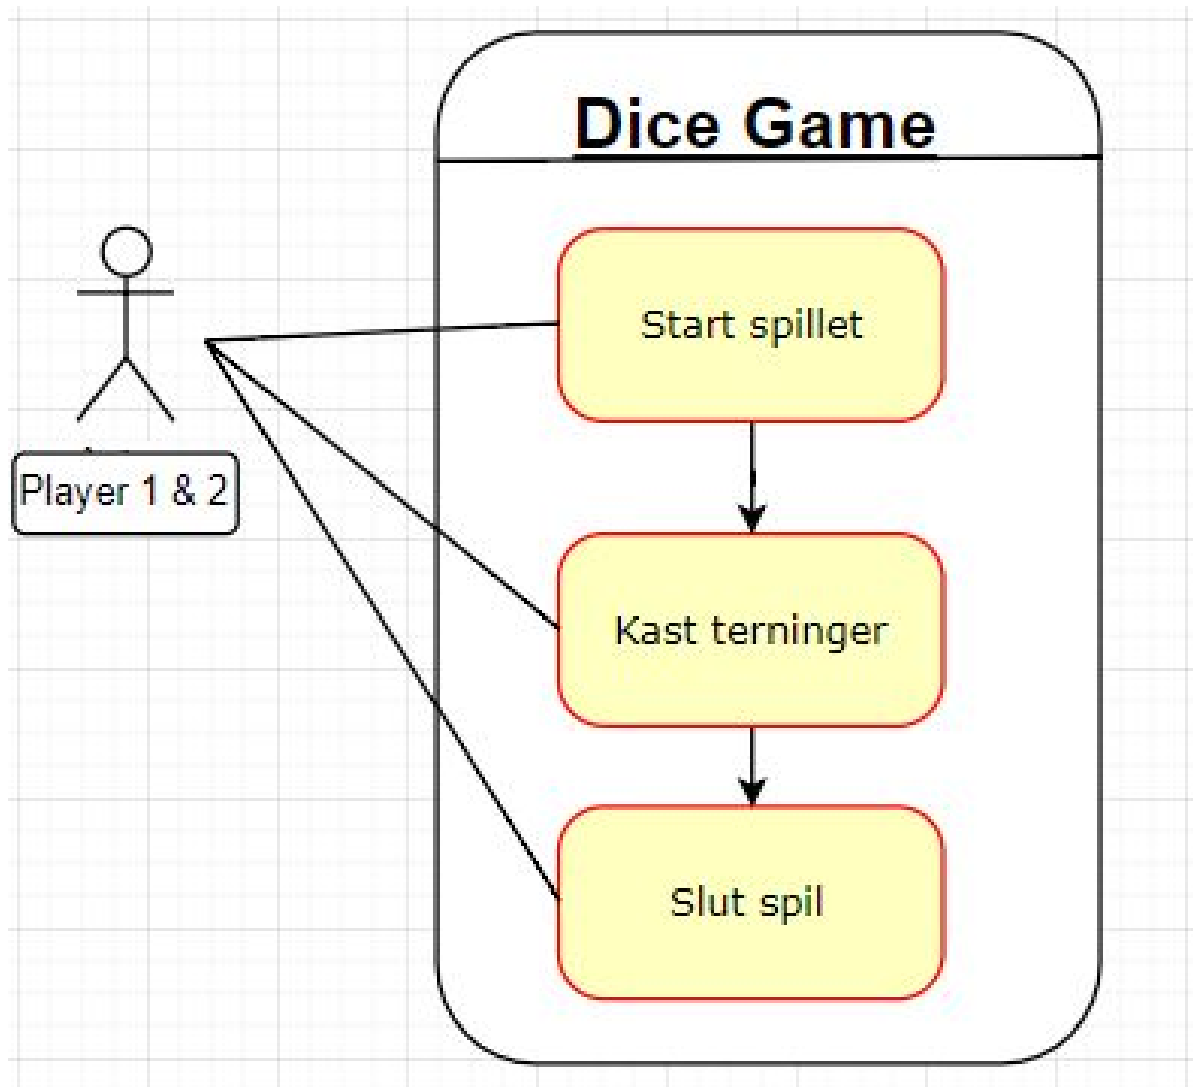 Dice Game
Start spillet
Player 1 & 2
Kast terninger
Slut spil